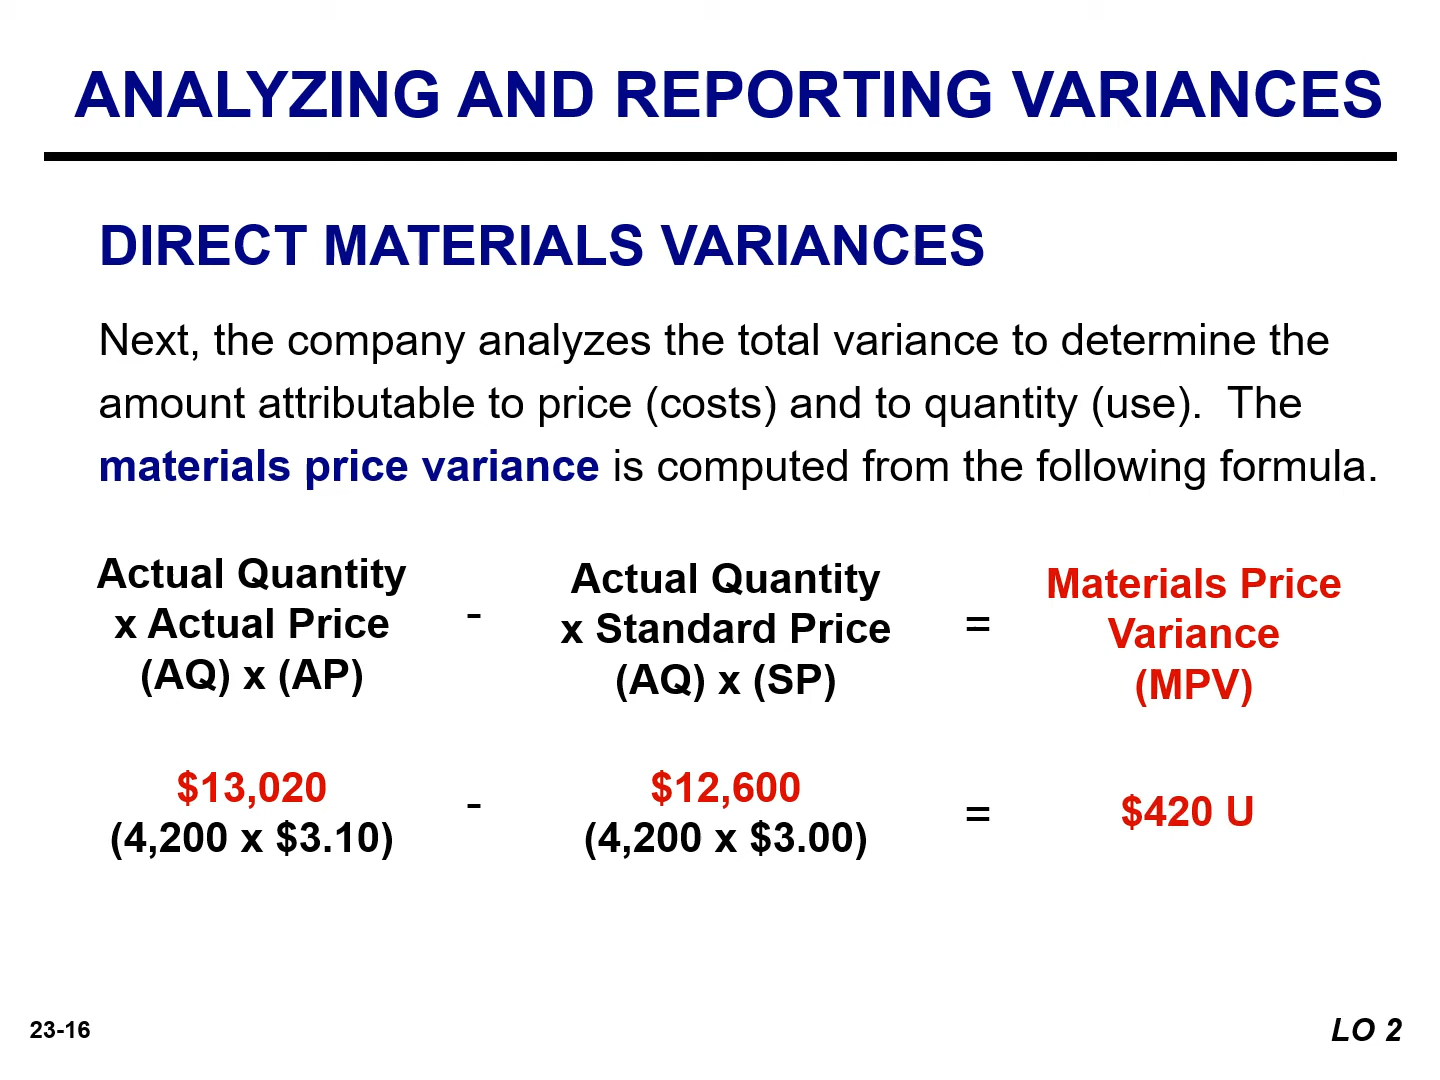 ANALYZING AND REPORTING VARIANCES
DIRECT MATERIALS VARIANCES
Next, the company analyzes the total variance to determine the
amount attributable to price (costs) and to quantity (use).  The
materials price variance is computed from the following formula.
Actual Quantity
x Actual Price
(AQ) x (AP)
-
Actual Quantity
x Standard Price
(AQ) x (SP)
=
Materials Price
Variance
(MPV)
$13,020
(4,200 x $3.10)
-
$12,600
(4,200 x $3.00)
=
$420 U
23-16
LO 2